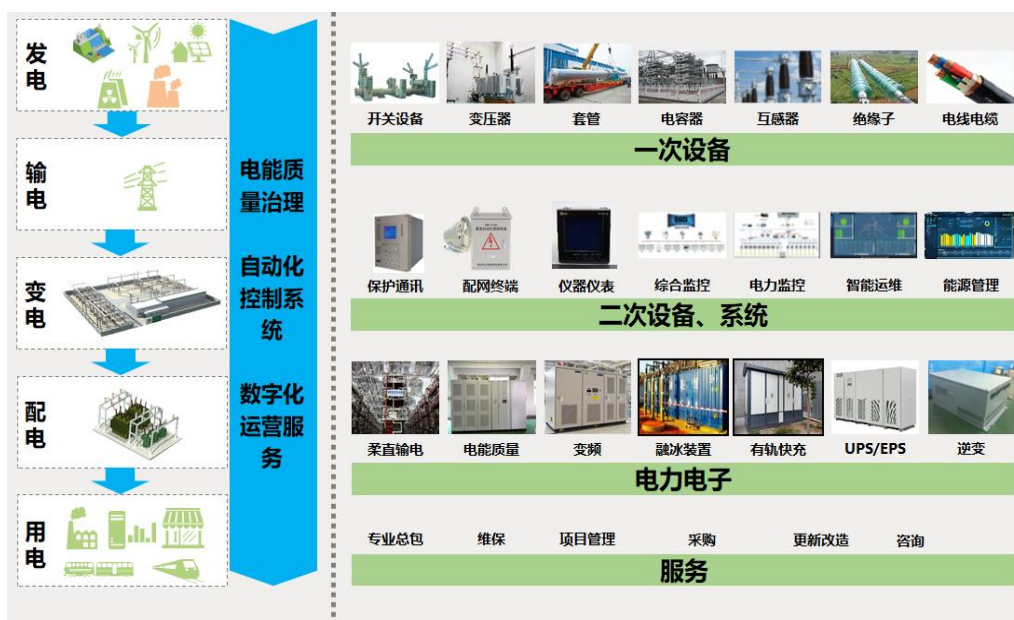 发电
输电
变电
配电
用电
电能质
量治理
自动化
控制系
统
数字化
运营服
务
开关设备
变压器
套管
电容器
互感器
绝缘子
电线电缆
一次设备
保护通讯
配网终端
仪器仪表
综合监控
电力监控
智能运维
能源管理
二次设备、系统
柔直输电
电能质量
变频
融冰装置
有轨快充
UPS/EPS
逆变
电力电子
专业总包
维保
项目管理
采购
更新改造
咨询
服务